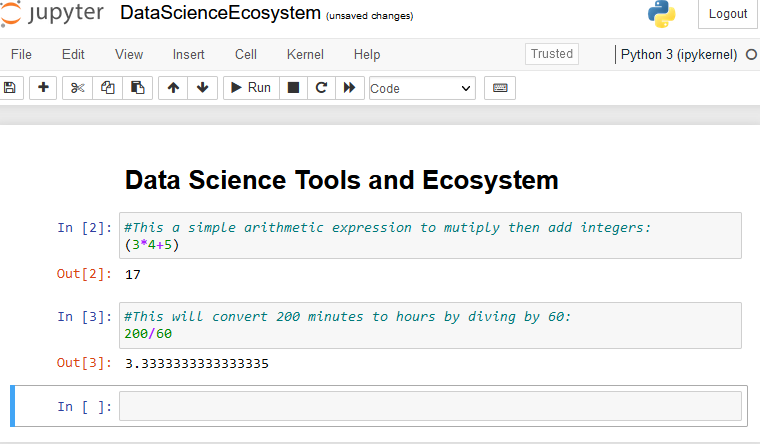 jupyter DataScienceEcosystem (unsaved changes) Logout
File Edit View Insert Cell Kernel Help Trusted Python 3 (ipykernel)
Run Code
Data Science Tools and Ecosystem
In [2]: #This a simple arithmetic expression to mutiply then add integers:
(3*4+5)
Out[2]: 17
In [3]: #This will convert 200 minutes to hours by diving by 60:
200/60
Out[3]: 3.3333333333333335
In [ ]: